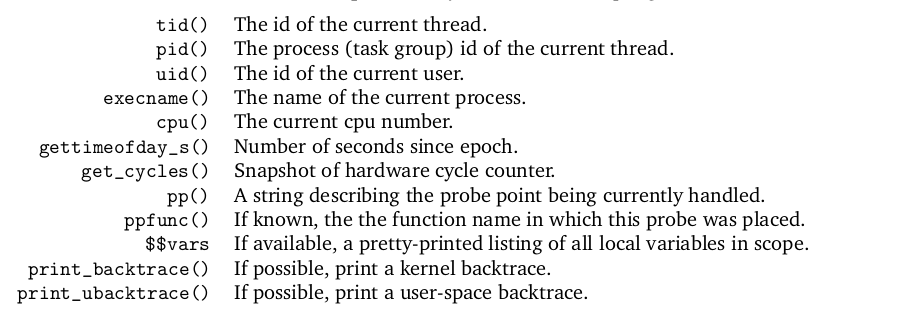 tid() The id of the current thread.
pid() The process (task group) id of the current thread.
uid() The id of the current user.
execname() The name of the current process.
cpu() The current cpu number.
gettimeofday_s() Number of seconds since epoch.
get_cycles() Snapshot of hardware cycle counter.
pp() A string describing the probe point being currently handled.
ppfunc() If known, the the function name in which this probe was placed.
$$vars If available, a pretty-printed listing of all local variables in scope.
print_backtrace() If possible, print a kernel backtrace.
print_ubacktrace() If possible, print a user-space backtrace.